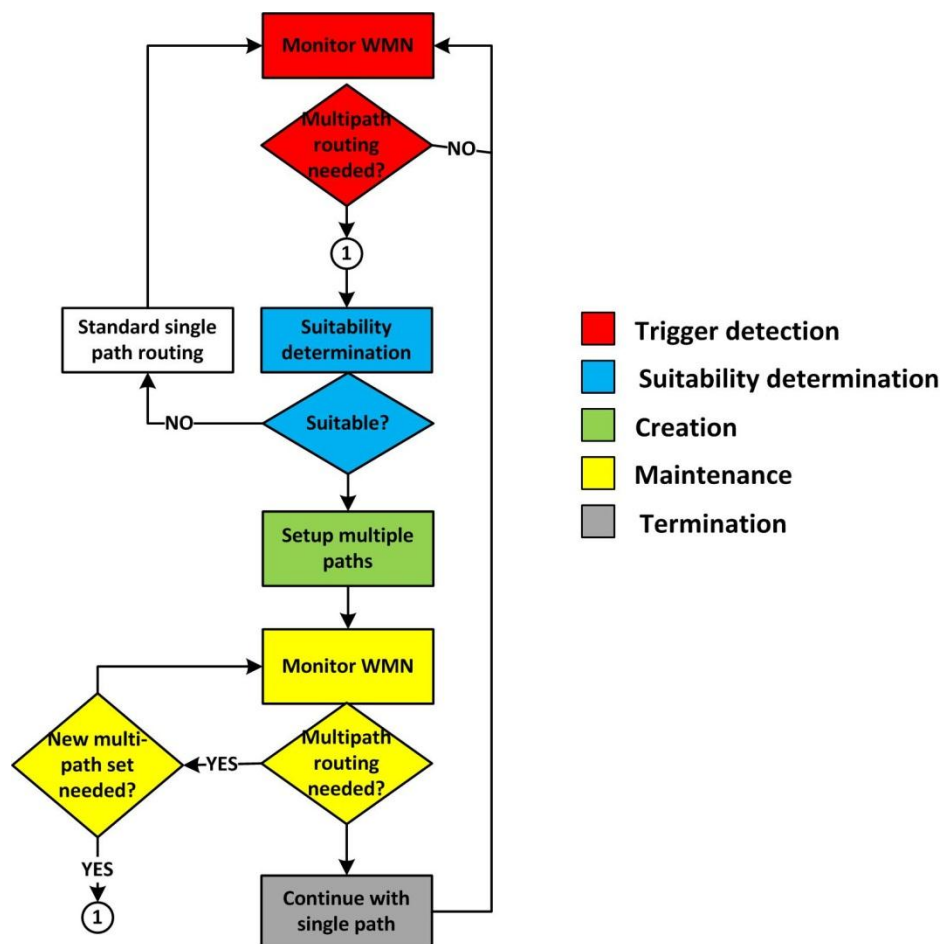 Monitor WMN
Multipath
routing
needed?
NO
1
Standard single
path routing
Suitability
determination
NO
Suitable?
Setup multiple
paths
Monitor WMN
New multi-
path set
needed?
YES
Multipath
routing
needed?
YES
1
Continue with
single path
Trigger detection
Suitability determination
Creation
Maintenance
Termination